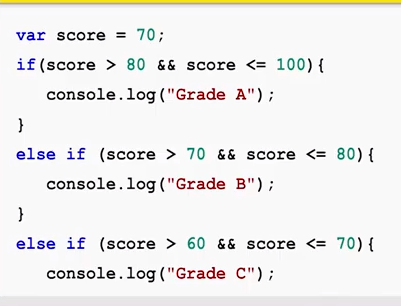 var score = 70;
if(score > 80 && score <= 100){
   console.log("Grade A");
}
else if (score > 70 && score <= 80){
   console.log("Grade B");
}
else if (score > 60 && score <= 70){
   console.log("Grade C");